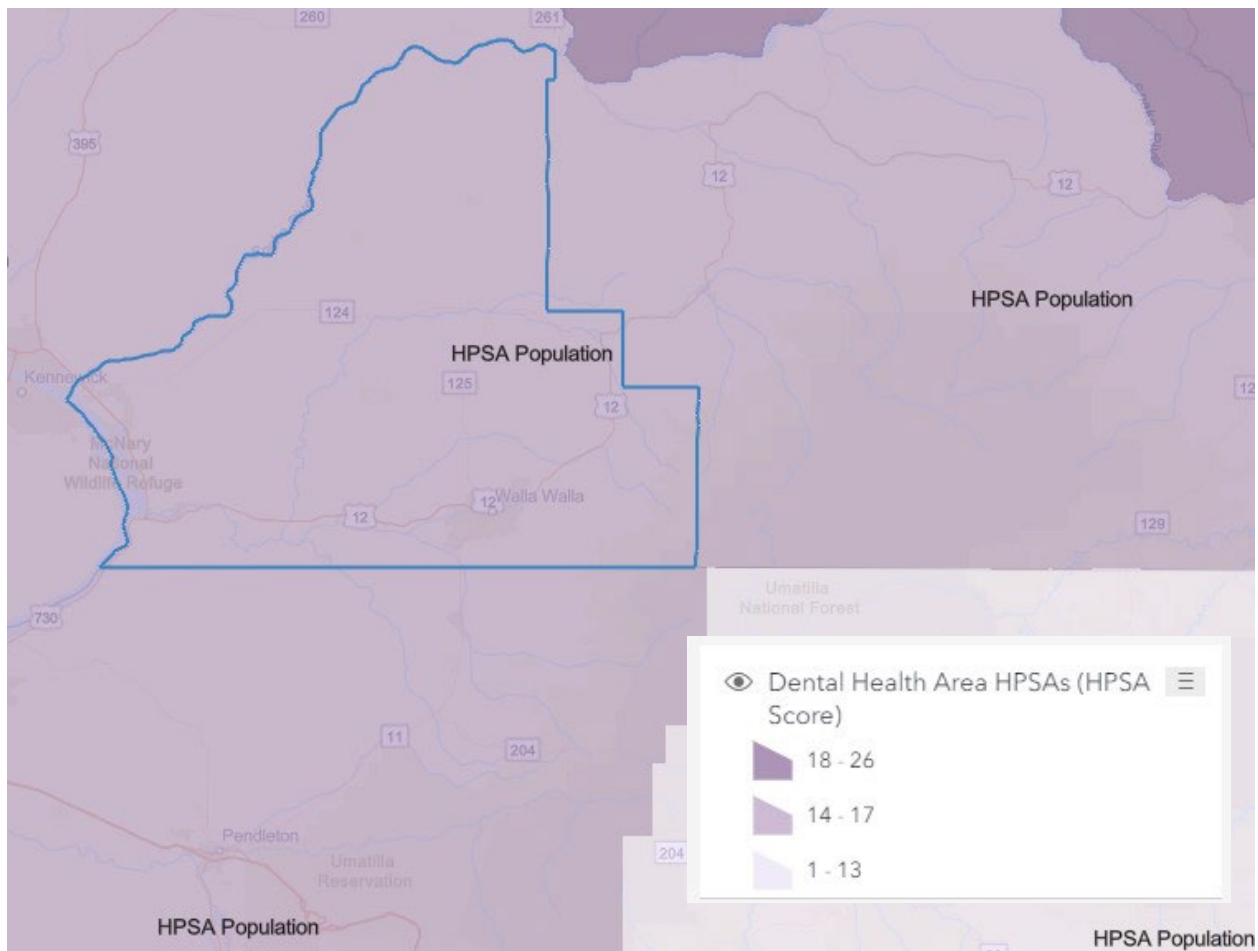 260
261
395
12
12
HPSA Population
124
HPSA Population
Kennewick
125
12
12
McNary
National
Wildlife Refuge
12
Walla Walla
12
129
Umatilla
National Forest
730
Dental Health Area HPSAs (HPSA
Score)
18 - 26
14 - 17
1 - 13
11
204
Pendleton
204
Umatilla
Reservation
HPSA Population
HPSA Population